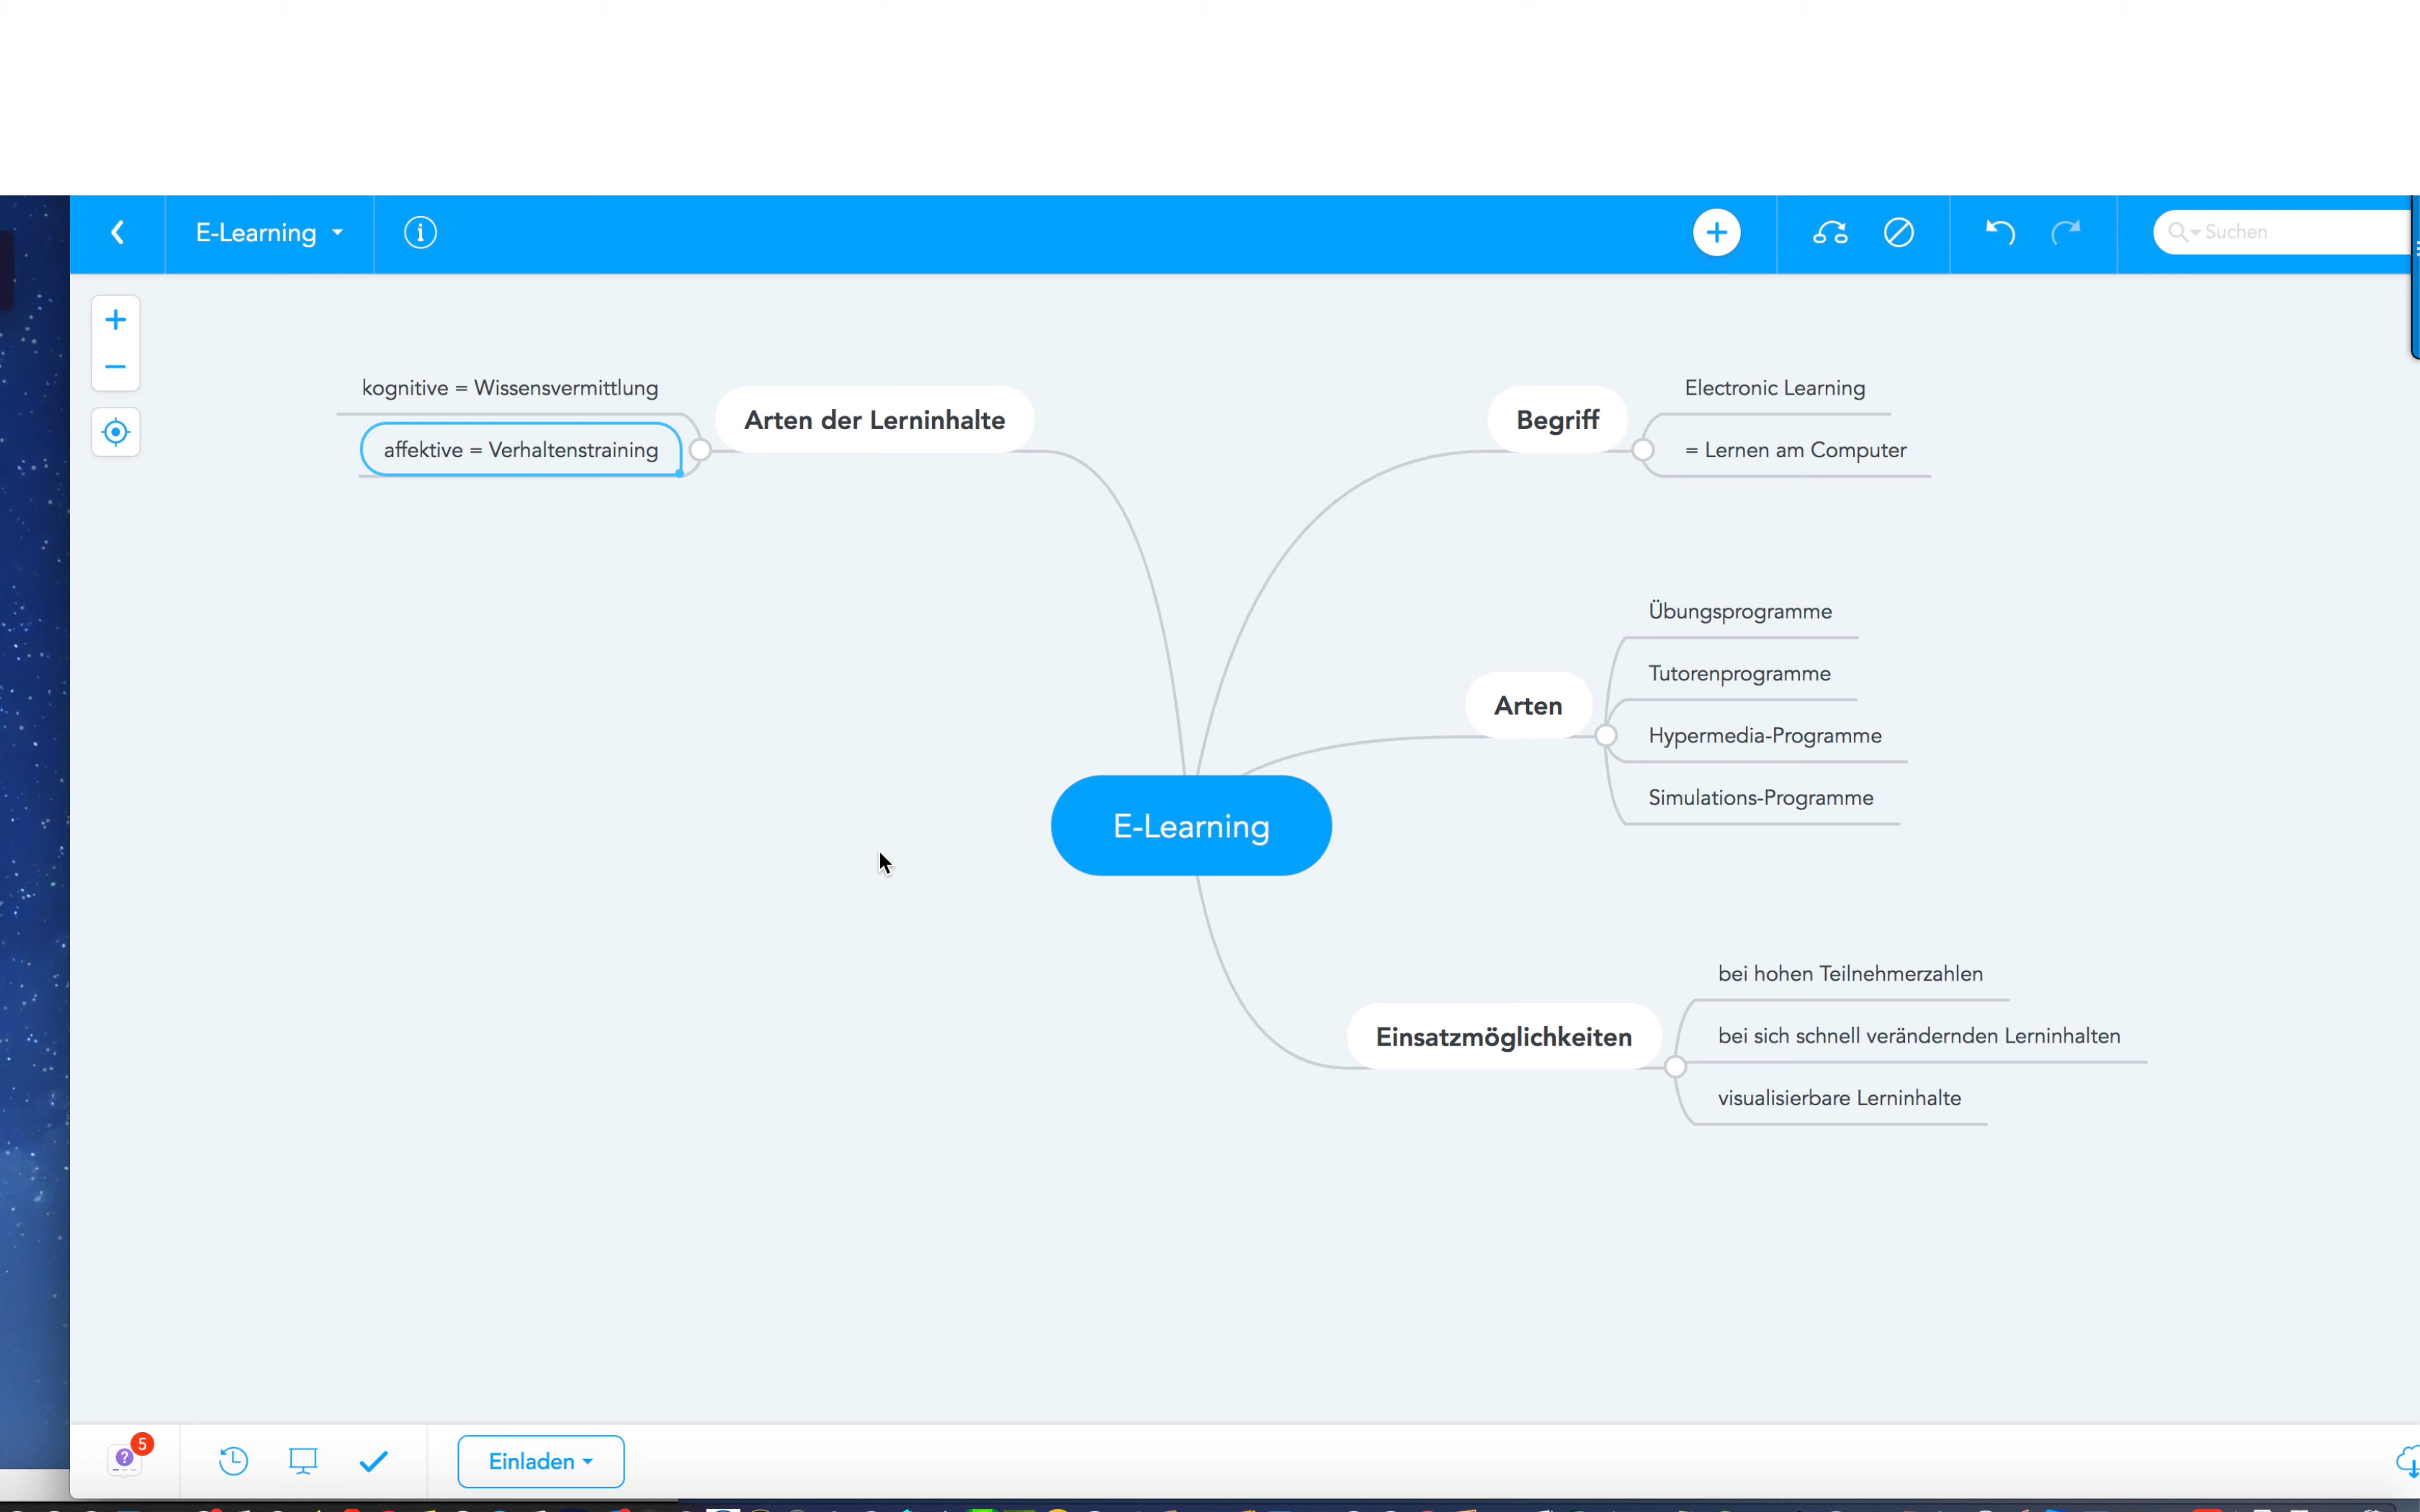 E-Learning
i
Suchen
kognitive = Wissensvermittlung
affektive = Verhaltenstraining
Arten der Lerninhalte
Begriff
Electronic Learning
= Lernen am Computer
Arten
Übungsprogramme
Tutorenprogramme
Hypermedia-Programme
Simulations-Programme
E-Learning
Einsatzmöglichkeiten
bei hohen Teilnehmerzahlen
bei sich schnell verändernden Lerninhalten
visualisierbare Lerninhalte
?
5
Einladen